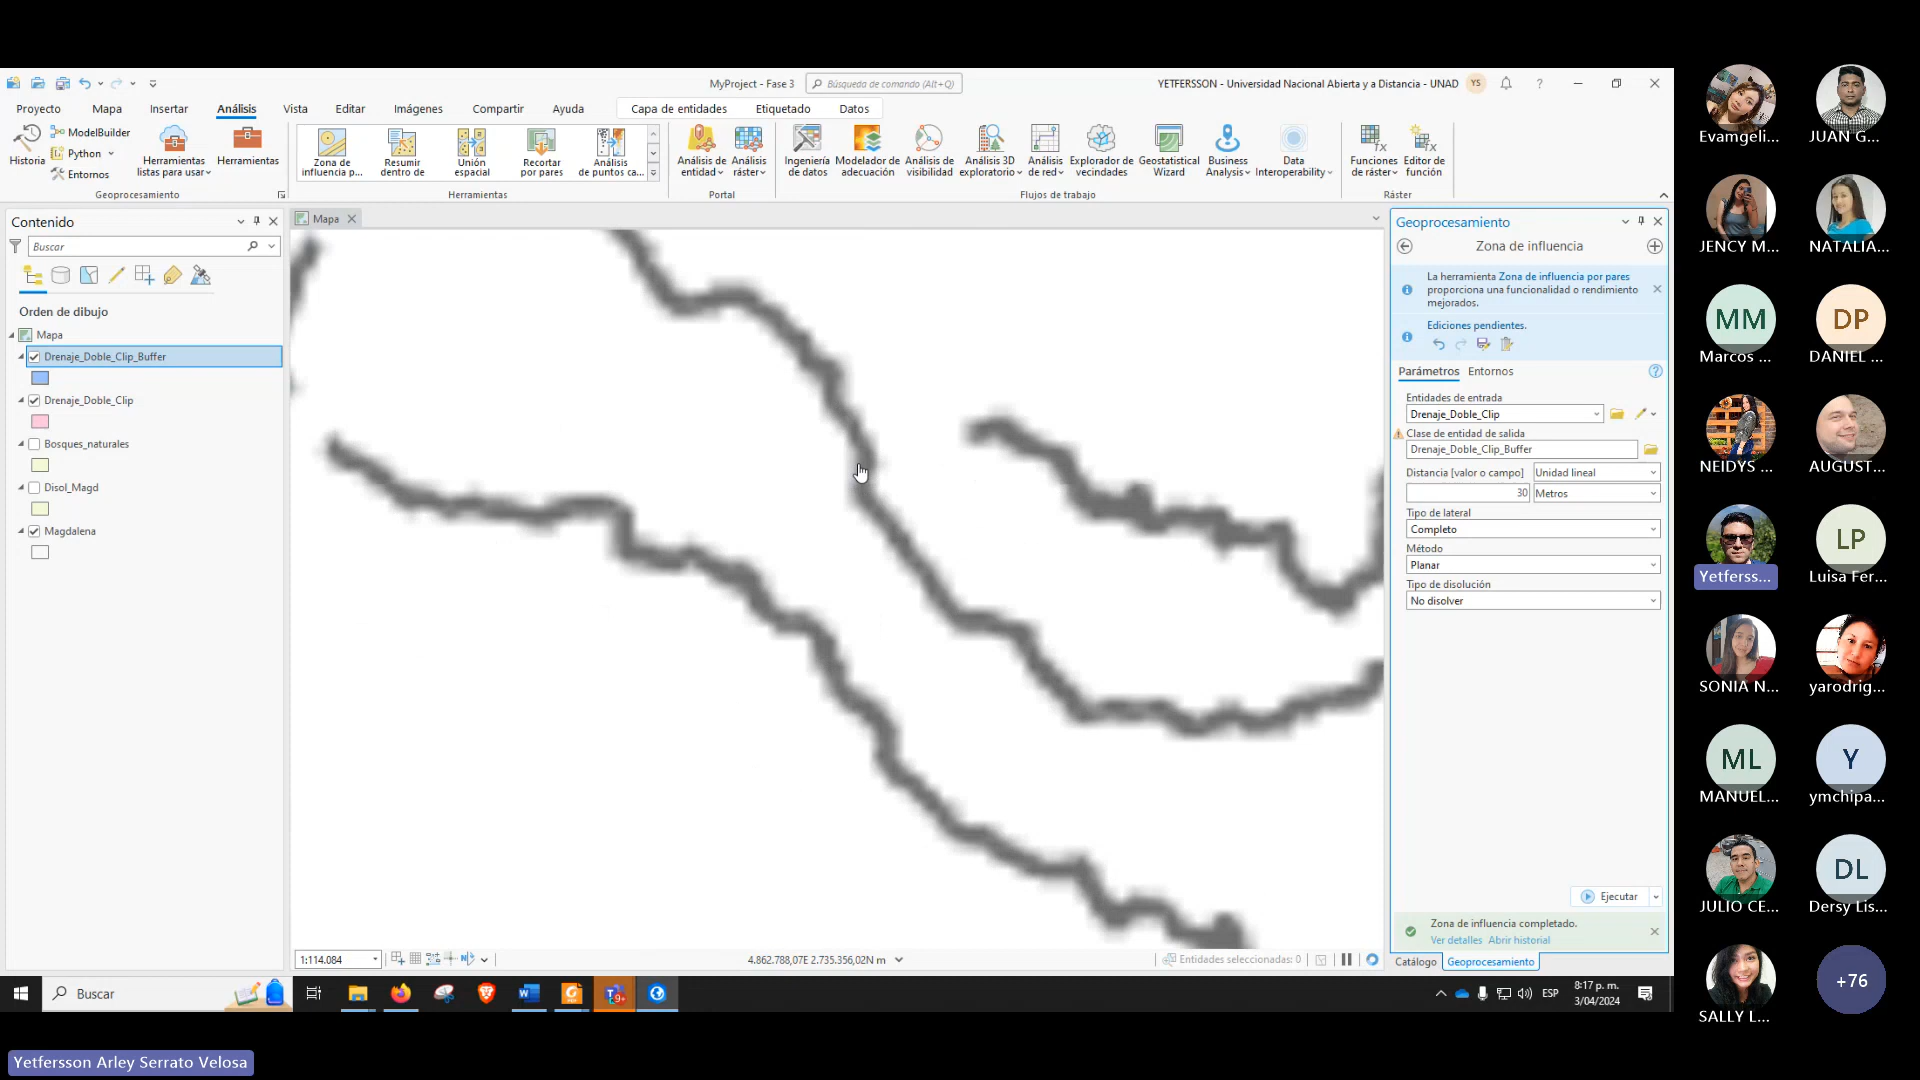 MyProject - Fase 3
Búsqueda de comando (Alt+Q)
YETFERSSON - Universidad Nacional Abierta y a Distancia - UNAD
YS
?
Proyecto
Mapa
Insertar
Análisis
Vista
Editar
Imágenes
Compartir
Ayuda
Capa de entidades
Etiquetado
Datos
Historia
ModelBuilder
Python
Entornos
Herramientas
listas para usar
Herramientas
Geoprocesamiento
Zona de
influencia p...
Resumir
dentro de
Unión
espacial
Recortar
por pares
Análisis
de puntos ca...
Herramientas
Análisis de
entidad
Análisis
ráster
Portal
Ingeniería
de datos
Modelador de
adecuación
Análisis de
visibilidad
Análisis 3D
exploratorio
Análisis
de red
Explorador de
vecindades
Geostatistical
Wizard
Business
Analysis
Data
Interoperability
Flujos de trabajo
Funciones
de ráster
Editor de
función
Ráster
Contenido
Buscar
Orden de dibujo
Mapa
Drenaje_Doble_Clip_Buffer
Drenaje_Doble_Clip
Bosques_naturales
Disol_Magd
Magdalena
Mapa
1:114.084
4.862.788,07E 2.735.356,02N m
Entidades seleccionadas: 0
Geoprocesamiento
Zona de influencia
La herramienta Zona de influencia por pares
proporciona una funcionalidad o rendimiento
mejorados.
Ediciones pendientes.
Parámetros
Entornos
Entidades de entrada
Drenaje_Doble_Clip
Clase de entidad de salida
Drenaje_Doble_Clip_Buffer
Distancia [valor o campo]
Unidad lineal
30
Metros
Tipo de lateral
Completo
Método
Planar
Tipo de disolución
No disolver
Ejecutar
Zona de influencia completado.
Ver detalles Abrir historial
Catálogo
Geoprocesamiento
Buscar
9+
ESP
8:17 p. m.
3/04/2024
Evamgeli...
JUAN G...
JENCY M...
NATALIA...
MM
Marcos ...
DP
DANIEL ...
NEIDYS ...
AUGUST...
Yetferss...
LP
Luisa Fer...
SONIA N...
yarodrig...
ML
MANUEL...
Y
ymchipa...
JULIO CE...
DL
Dersy Lis...
SALLY L...
+76
Yetfersson Arley Serrato Velosa